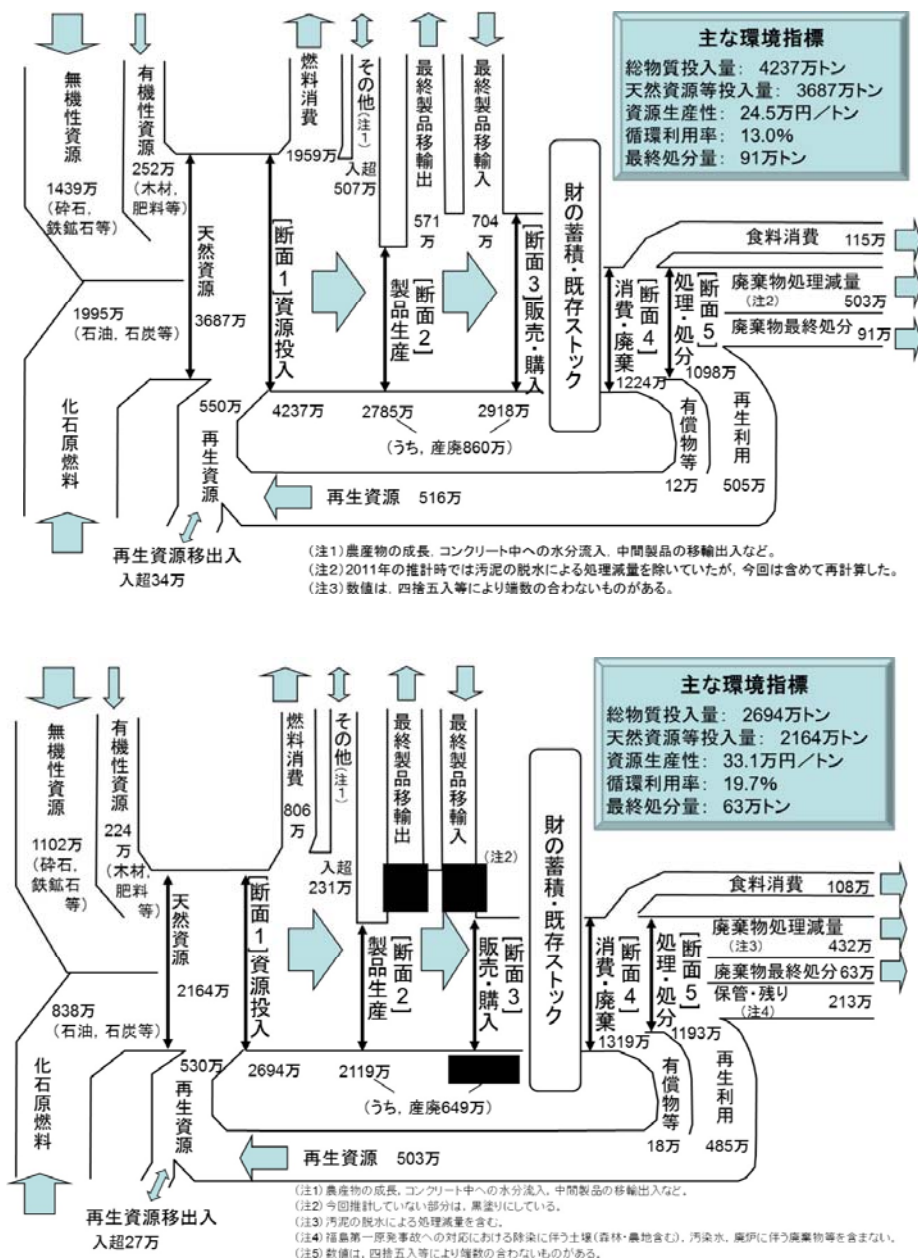 無機性資源
1439万
(砕石,
鉄鉱石等)
有機性資源
252万
(木材,
肥料等)
1995万
(石油, 石炭等)
化石原燃料
天然資源
3687万
[断面1]資源投入
4237万
燃料消費
1959万
その他(注1)
入超
507万
[断面2]
製品生産
2785万
最終製品移輸出
571
万
最終製品移輸入
704
万
[断面3]販売・購入
2918万
(うち, 産廃860万)
財の蓄積・既存ストック
[断面4]
消費・廃棄
1224万
[断面5]
処理・処分
1098万
食料消費 115万
廃棄物処理減量
(注2) 503万
廃棄物最終処分 91万
有償物等
12万
再生利用
505万
再生資源 516万
550万
再生資源
再生資源移出入
入超34万
主な環境指標
総物質投入量: 4237万トン
天然資源等投入量: 3687万トン
資源生産性: 24.5万円/トン
循環利用率: 13.0%
最終処分量: 91万トン
(注1)農産物の成長, コンクリート中への水分流入, 中間製品の移輸出入など。
(注2)2011年の推計時では汚泥の脱水による処理減量を除いていたが, 今回は含めて再計算した。
(注3)数値は, 四捨五入等により端数の合わないものがある。
無機性資源
1102万
(砕石,
鉄鉱石
等)
有機性資源
224
万
(木材,
肥料
等)
838万
(石油, 石炭等)
化石原燃料
天然資源
2164万
[断面1]資源投入
2694万
燃料消費
806
万
その他(注1)
入超
231万
[断面2]
製品生産
2119万
最終製品移輸出
最終製品移輸入
(注2)
[断面3]
販売・購入
(うち, 産廃649万)
財の蓄積・既存ストック
[断面4]
消費・廃棄
1319万
[断面5]
処理・処分
1193万
食料消費 108万
廃棄物処理減量
(注3) 432万
廃棄物最終処分 63万
保管・残り
(注4) 213万
有償物等
18万
再生利用
485万
再生資源 503万
530万
再生資源
再生資源移出入
入超27万
主な環境指標
総物質投入量: 2694万トン
天然資源等投入量: 2164万トン
資源生産性: 33.1万円/トン
循環利用率: 19.7%
最終処分量: 63万トン
(注1)農産物の成長, コンクリート中への水分流入, 中間製品の移輸出入など。
(注2)今回推計していない部分は, 黒塗りにしている。
(注3)汚泥の脱水による処理減量を含む。
(注4)福島第一原発事故への対応における除染に伴う土壌(森林・農地含む), 汚染水, 廃炉に伴う廃棄物等を含まない。
(注5)数値は, 四捨五入等により端数の合わないものがある。